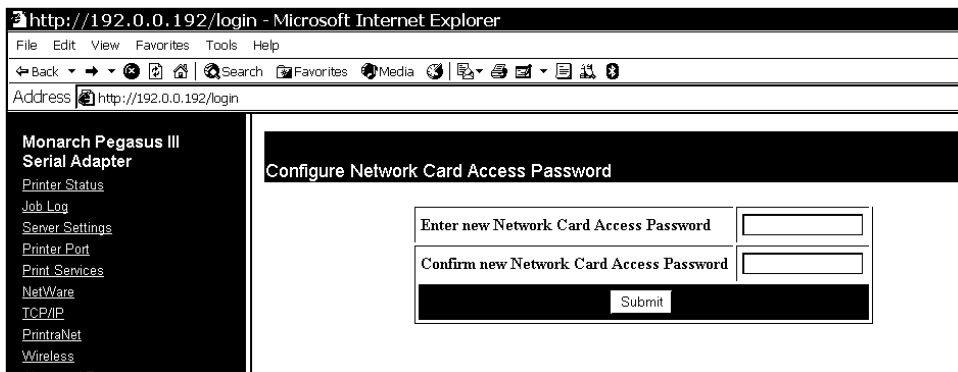 http://192.0.0.192/login - Microsoft Internet Explorer
File Edit View Favorites Tools Help
Back Search Favorites Media
Address http://192.0.0.192/login
Monarch Pegasus III
Serial Adapter
Printer Status
Job Log
Server Settings
Printer Port
Print Services
NetWare
TCP/IP
PrintraNet
Wireless
Configure Network Card Access Password
Enter new Network Card Access Password
Confirm new Network Card Access Password
Submit